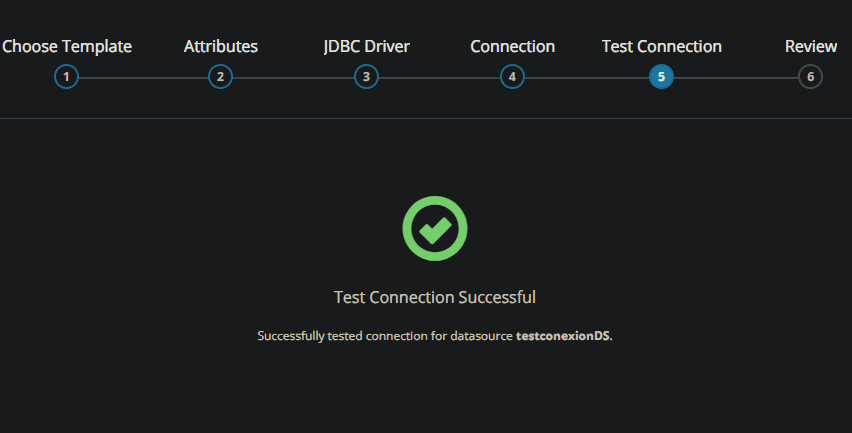 Choose Template Attributes JDBC Driver Connection Test Connection Review
1 2 3 4 5 6
Test Connection Successful
Successfully tested connection for datasource testconexionDS.